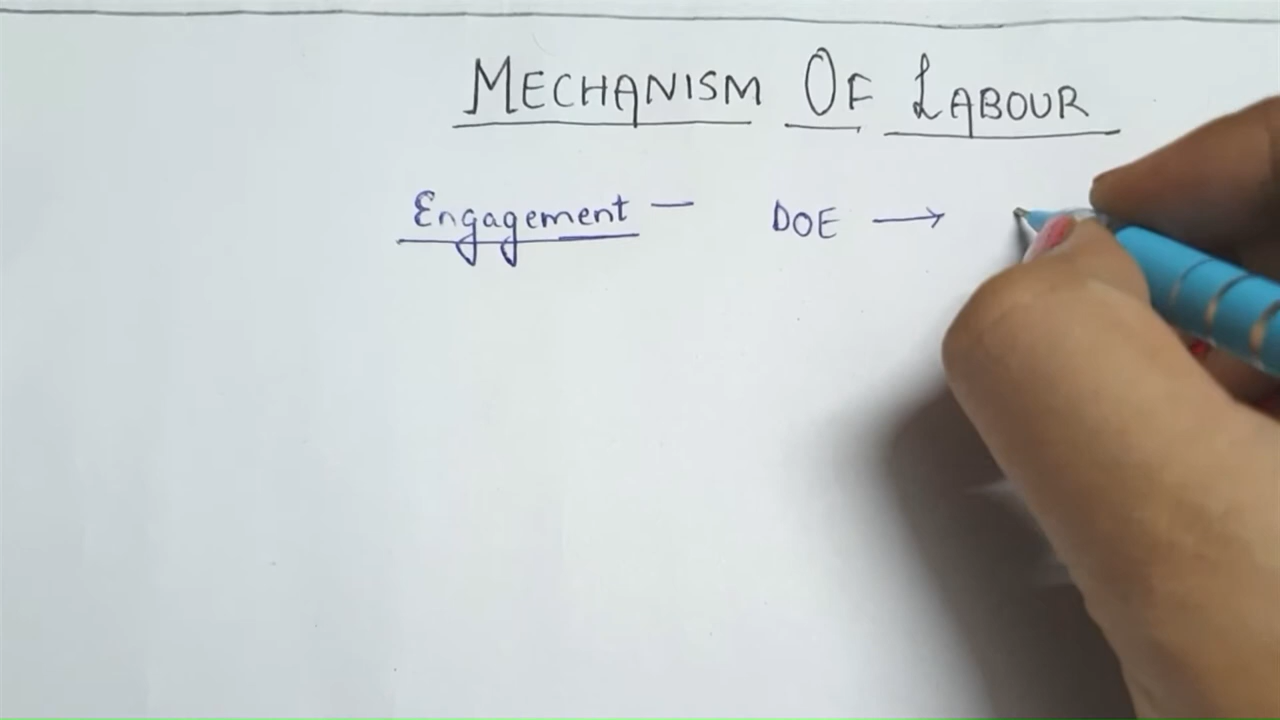 MECHANISM OF LABOUR
Engagement — DOE →